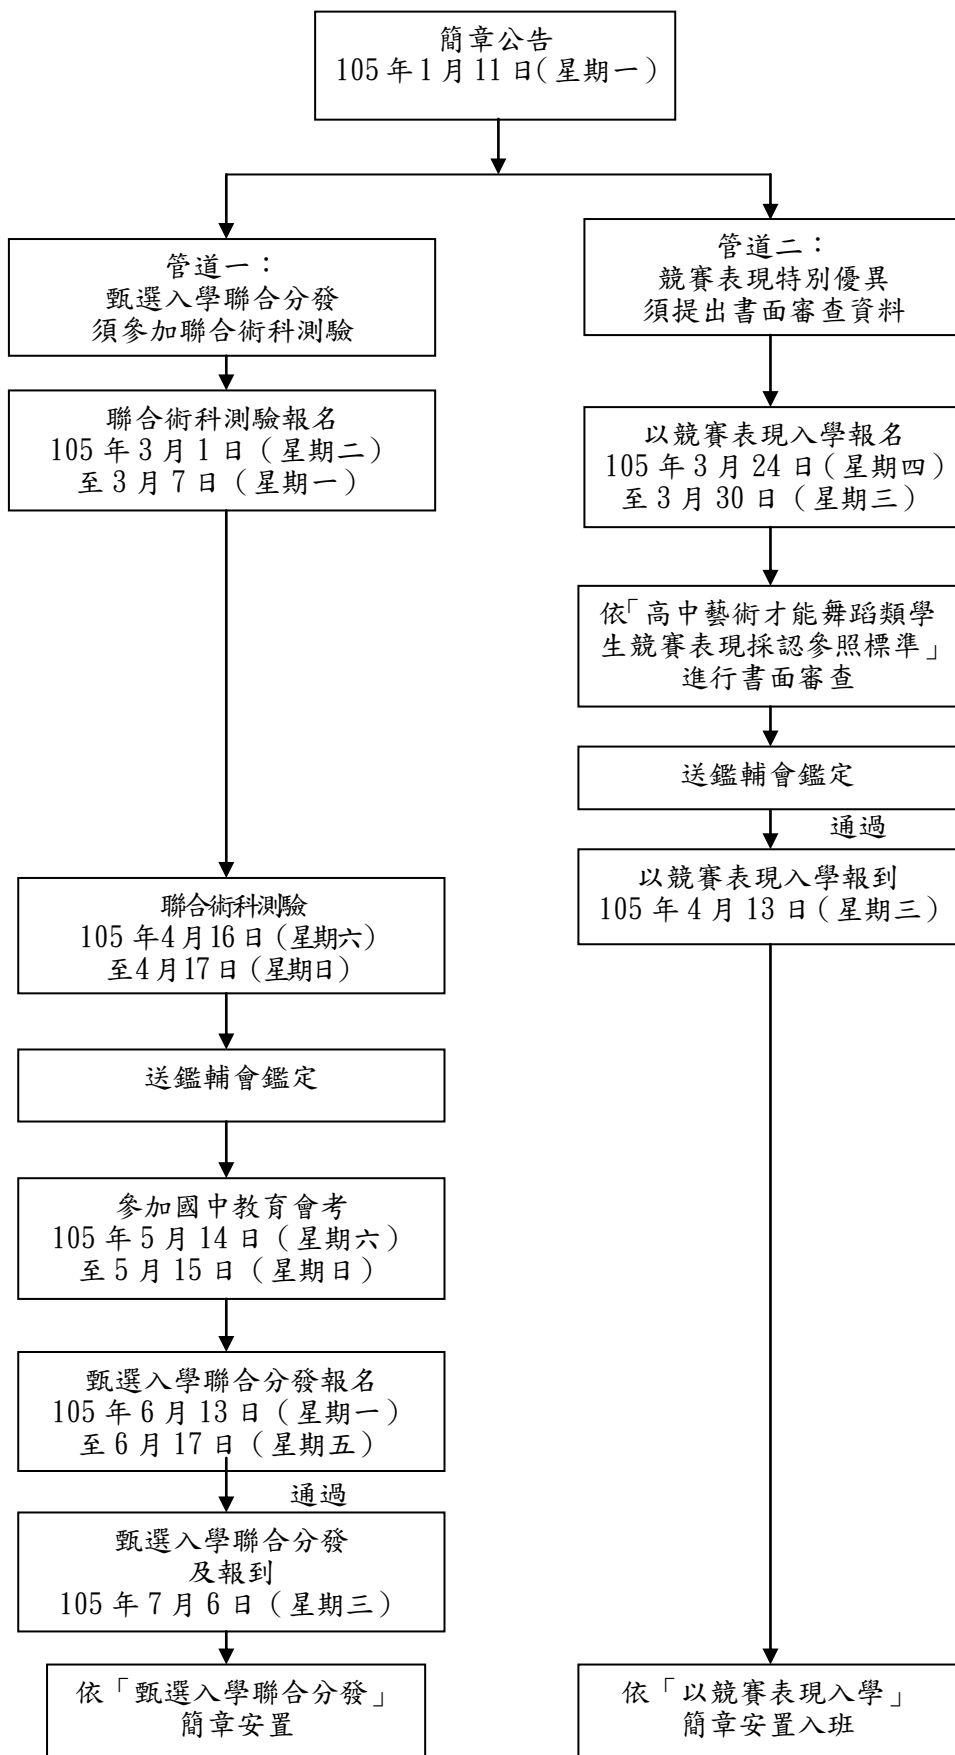 簡章公告
105 年 1 月 11 日（星期一）
管道一：
甄選入學聯合分發
須參加聯合術科測驗
聯合術科測驗報名
105 年 3 月 1 日（星期二）
至 3 月 7 日（星期一）
聯合術科測驗
105 年4 月16 日（星期六）
至4 月17 日（星期日）
送鑑輔會鑑定
參加國中教育會考
105 年 5 月 14 日（星期六）
至 5 月 15 日（星期日）
甄選入學聯合分發報名
105 年 6 月 13 日（星期一）
至 6 月 17 日（星期五）
通過
甄選入學聯合分發
及報到
105 年 7 月 6 日（星期三）
依「甄選入學聯合分發」
簡章安置
管道二：
競賽表現特別優異
須提出書面審查資料
以競賽表現入學報名
105 年 3 月 24 日（星期四）
至 3 月 30 日（星期三）
依「高中藝術才能舞蹈類學
生競賽表現採認參照標準」
進行書面審查
送鑑輔會鑑定
通過
以競賽表現入學報到
105 年 4 月 13 日（星期三）
依「以競賽表現入學」
簡章安置入班